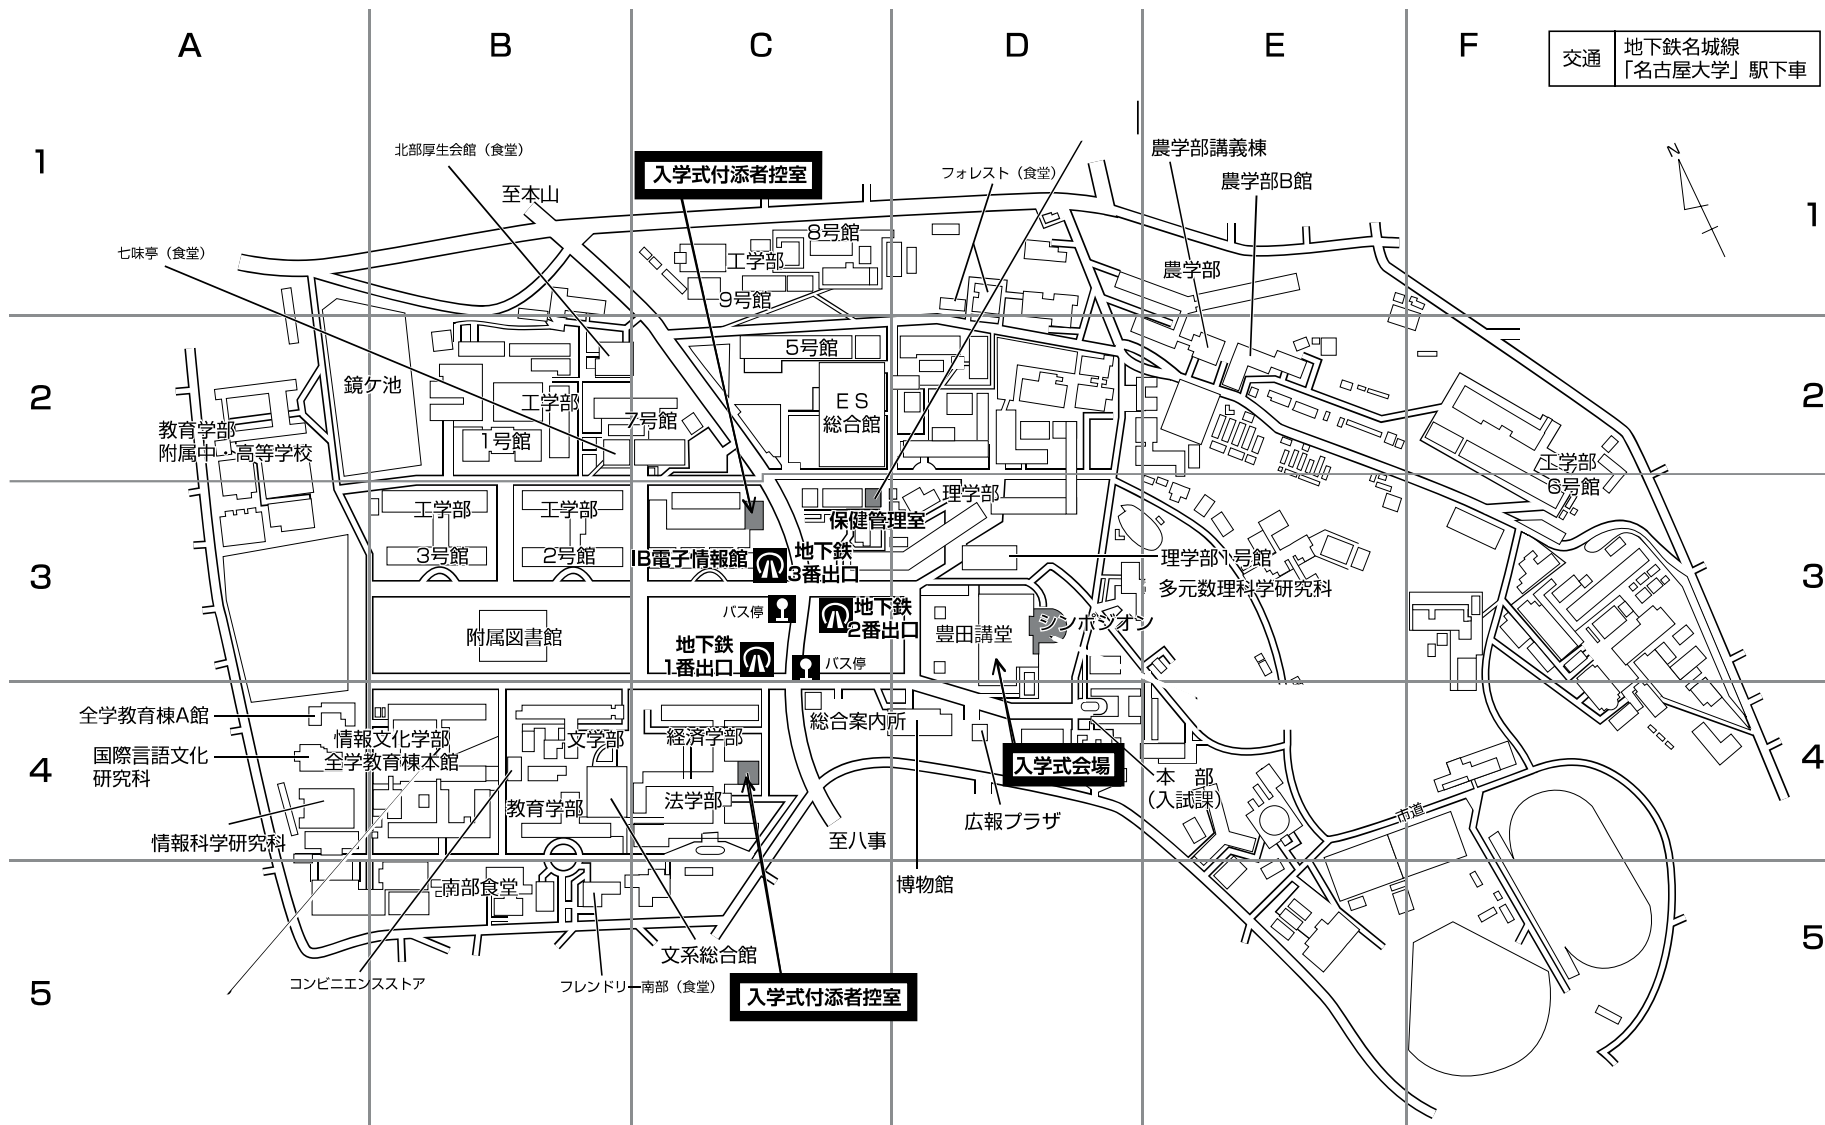 A
B
C
D
E
F
交通
地下鉄名城線
「名古屋大学」駅下車
1
1
2
2
3
3
4
4
5
5
N
北部厚生会館（食堂）
至本山
入学式付添者控室
フォレスト（食堂）
農学部講義棟
農学部B館
七味亭（食堂）
8号館
工学部
9号館
農学部
5号館
鏡ケ池
工学部
7号館
1号館
ＥＳ
総合館
教育学部
附属中・高等学校
工学部
6号館
工学部
3号館
工学部
2号館
理学部
保健管理室
IB電子情報館
地下鉄
3番出口
理学部1号館
多元数理科学研究科
バス停
地下鉄
2番出口
附属図書館
豊田講堂
シンポジオン
地下鉄
1番出口
バス停
全学教育棟A館
情報文化学部
全学教育棟本館
国際言語文化
研究科
文学部
経済学部
総合案内所
入学式会場
本　部
(入試課)
教育学部
法学部
広報プラザ
市道
情報科学研究科
至八事
南部食堂
博物館
文系総合館
コンビニエンスストア
フレンドリー南部（食堂）
入学式付添者控室